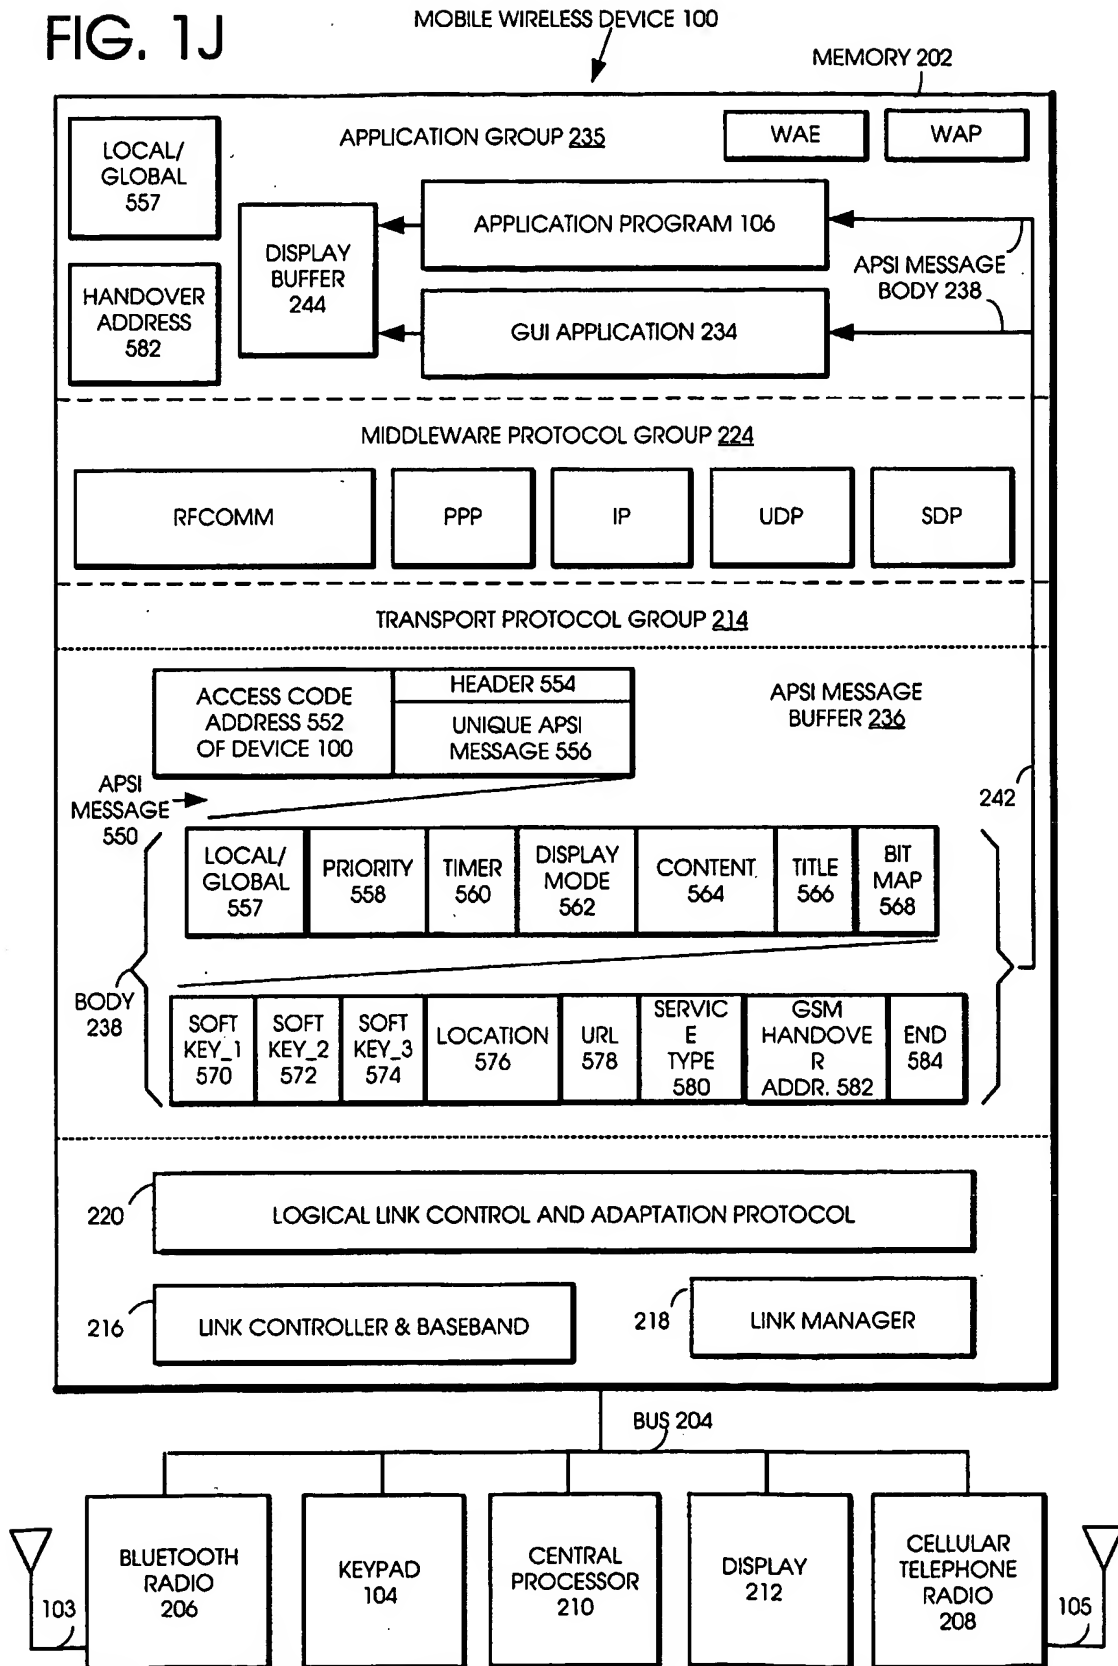 FIG. 1J
MOBILE WIRELESS DEVICE 100
MEMORY 202
LOCAL/
GLOBAL
557
APPLICATION GROUP 235
WAE
WAP
HANDOVER
ADDRESS
582
DISPLAY
BUFFER
244
APPLICATION PROGRAM 106
GUI APPLICATION 234
APSI MESSAGE
BODY 238
MIDDLEWARE PROTOCOL GROUP 224
RFCOMM
PPP
IP
UDP
SDP
TRANSPORT PROTOCOL GROUP 214
ACCESS CODE
ADDRESS 552
OF DEVICE 100
HEADER 554
UNIQUE APSI
MESSAGE 556
APSI MESSAGE
BUFFER 236
APSI
MESSAGE
550
242
LOCAL/
GLOBAL
557
PRIORITY
558
TIMER
560
DISPLAY
MODE
562
CONTENT
564
TITLE
566
BIT
MAP
568
BODY
238
SOFT
KEY_1
570
SOFT
KEY_2
572
SOFT
KEY_3
574
LOCATION
576
URL
578
SERVIC
E
TYPE
580
GSM
HANDOVE
R
ADDR. 582
END
584
220
LOGICAL LINK CONTROL AND ADAPTATION PROTOCOL
216
LINK CONTROLLER & BASEBAND
218
LINK MANAGER
BUS 204
103
BLUETOOTH
RADIO
206
KEYPAD
104
CENTRAL
PROCESSOR
210
DISPLAY
212
CELLULAR
TELEPHONE
RADIO
208
105